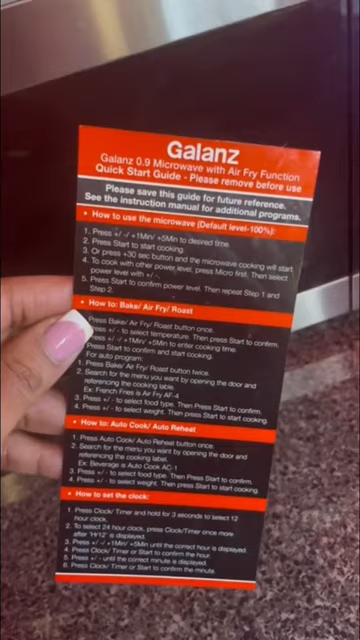 Galanz
Galanz 0.9 Microwave with Air Fry Function
Quick Start Guide - Please remove before use
Please save this guide for future reference.
See the instruction manual for additional programs.
• How to use the microwave (Default level-100%):
1. Press +/ -/ +1Min/ +5Min to desired time.
2. Press Start to start cooking.
3. Or press +30 sec button and the microwave cooking will start
4. To cook with other power level, press Micro first. Then select
power level with +/ -.
5. Press Start to confirm power level. Then repeat Step 1 and
Step 2.
• How to: Bake/ Air Fry/ Roast
Press Bake/ Air Fry/ Roast button once.
Press +/ - to select temperature. Then press Start to confirm.
Press +/ -/ +1Min/ +5Min to enter cooking time.
Press Start to confirm and start cooking.
For auto program:
1. Press Bake/ Air Fry/ Roast button twice.
2. Search for the menu you want by opening the door and
referencing the cooking table.
Ex: French Fries is Air Fry AF-4
3. Press +/ - to select food type. Then Press Start to confirm.
4. Press +/ - to select weight. Then press Start to start cooking.
• How to: Auto Cook/ Auto Reheat
1. Press Auto Cook/ Auto Reheat button once.
2. Search for the menu you want by opening the door and
referencing the cooking label.
Ex: Beverage is Auto Cook AC-1
3. Press +/ - to select food type. Then Press Start to confirm.
4. Press +/ - to select weight. Then press Start to start cooking.
• How to set the clock:
1. Press Clock/ Timer and hold for 3 seconds to select 12
hour clock.
2. To select 24 hour clock, press Clock/Timer once more
after 'Hr12' is displayed.
3. Press +/ -/ +1Min/ +5Min until the correct hour is displayed.
4. Press Clock/ Timer or Start to confirm the hour.
5. Press +/ - until the correct minute is displayed.
6. Press Clock/ Timer or Start to confirm the minute.